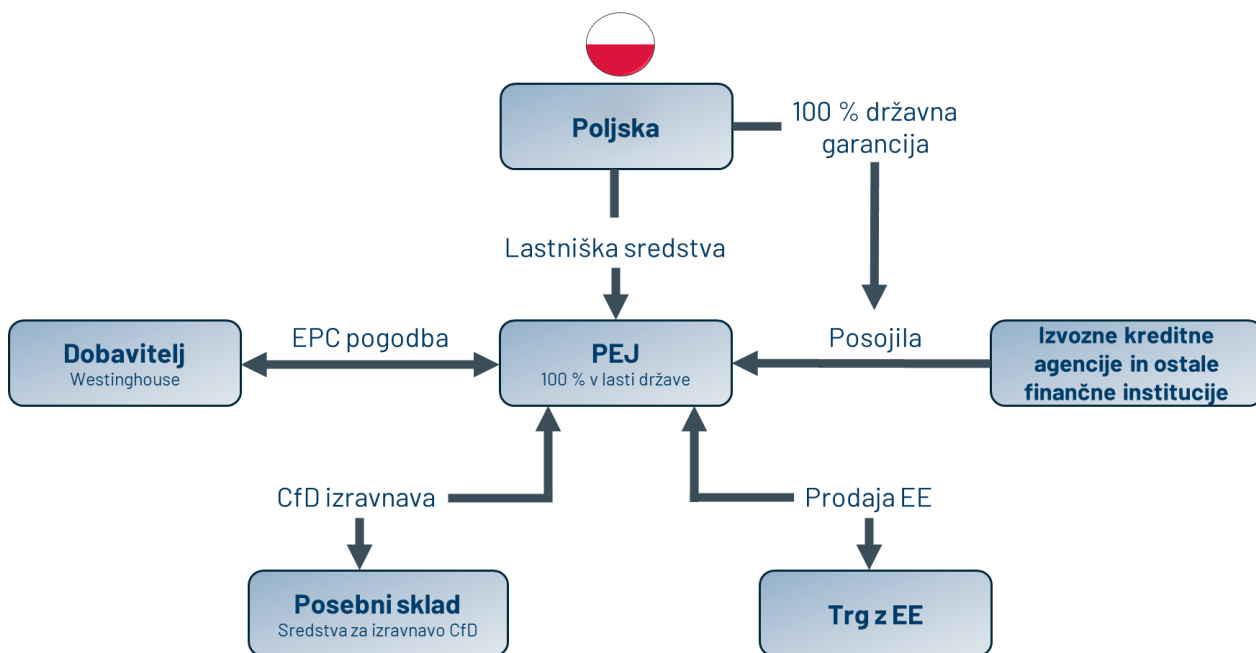 Poljska
100 % državna
garancija
Lastniška sredstva
Dobavitelj
Westinghouse
EPC pogodba
PEJ
100 % v lasti države
Posojila
Izvozne kreditne
agencije in ostale
finančne institucije
CfD izravnava
Prodaja EE
Posebni sklad
Sredstva za izravnavo CfD
Trg z EE